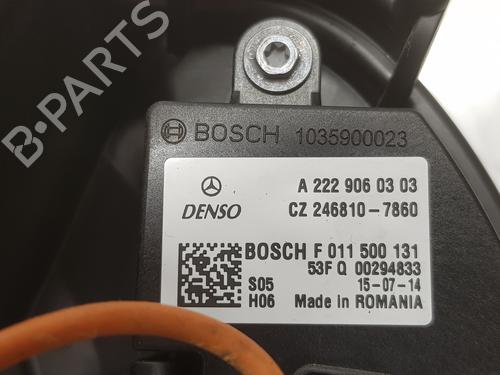 BOSCH 1035900023
A 222 906 03 03
DENSO CZ 246810-7860
BOSCH F 011 500 131
53F Q 00294833
S05 15-07-14
H06 Made in ROMANIA